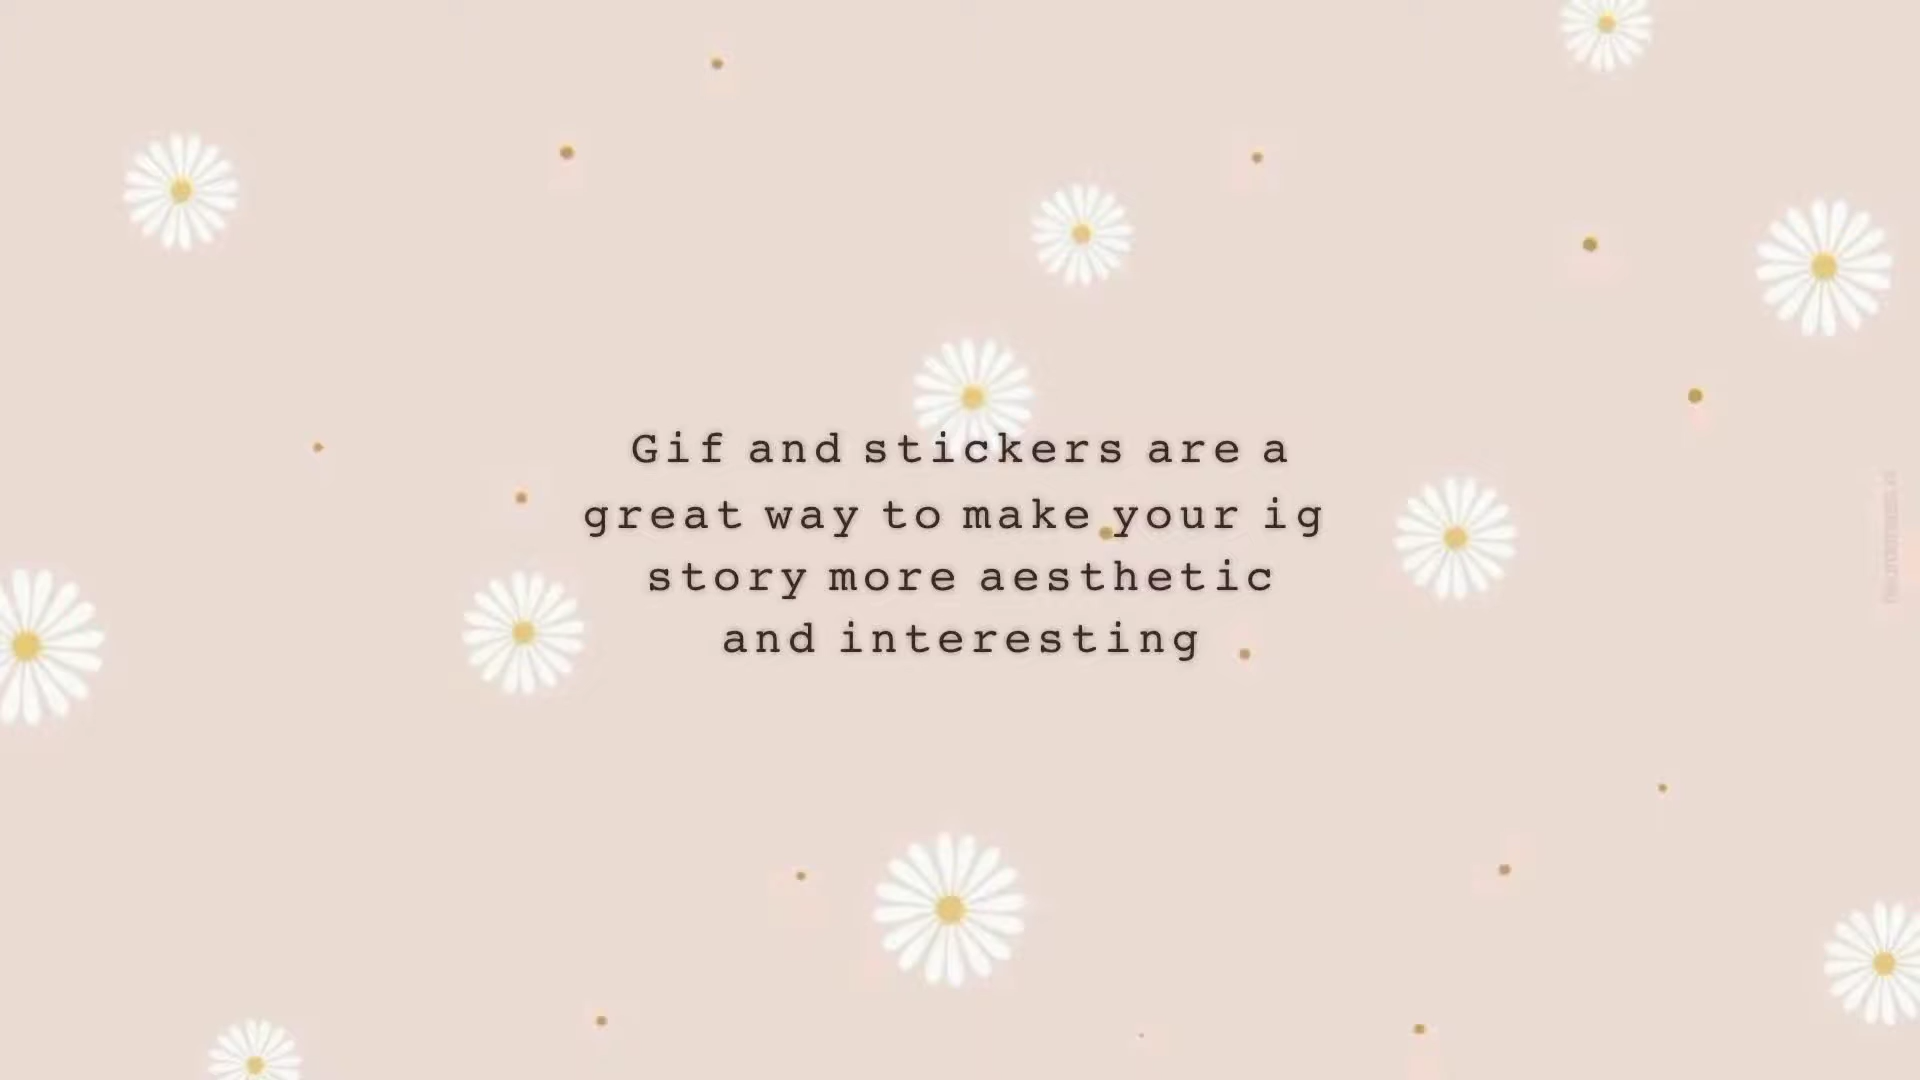 Gif and stickers are a
great way to make your ig
story more aesthetic
and interesting